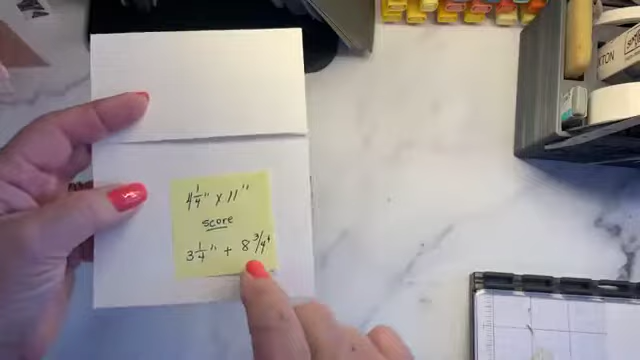 4 1/4" x 11"
score
3 1/4" + 8 3/4"